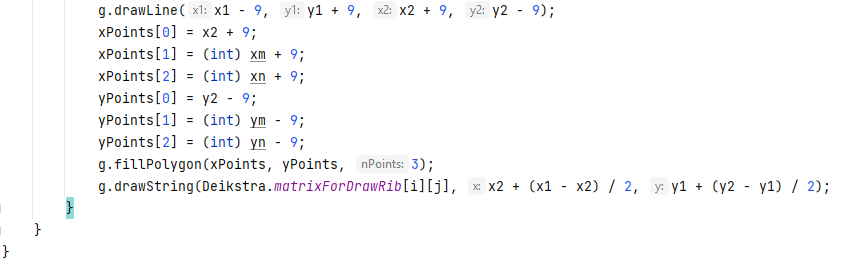 g.drawLine( x1: x1 - 9, y1: y1 + 9, x2: x2 + 9, y2: y2 - 9);
xPoints[0] = x2 + 9;
xPoints[1] = (int) xm + 9;
xPoints[2] = (int) xn + 9;
yPoints[0] = y2 - 9;
yPoints[1] = (int) ym - 9;
yPoints[2] = (int) yn - 9;
g.fillPolygon(xPoints, yPoints, nPoints: 3);
g.drawString(Deikstra.matrixForDrawRib[i][j], x: x2 + (x1 - x2) / 2, y: y1 + (y2 - y1) / 2);
}
}
}